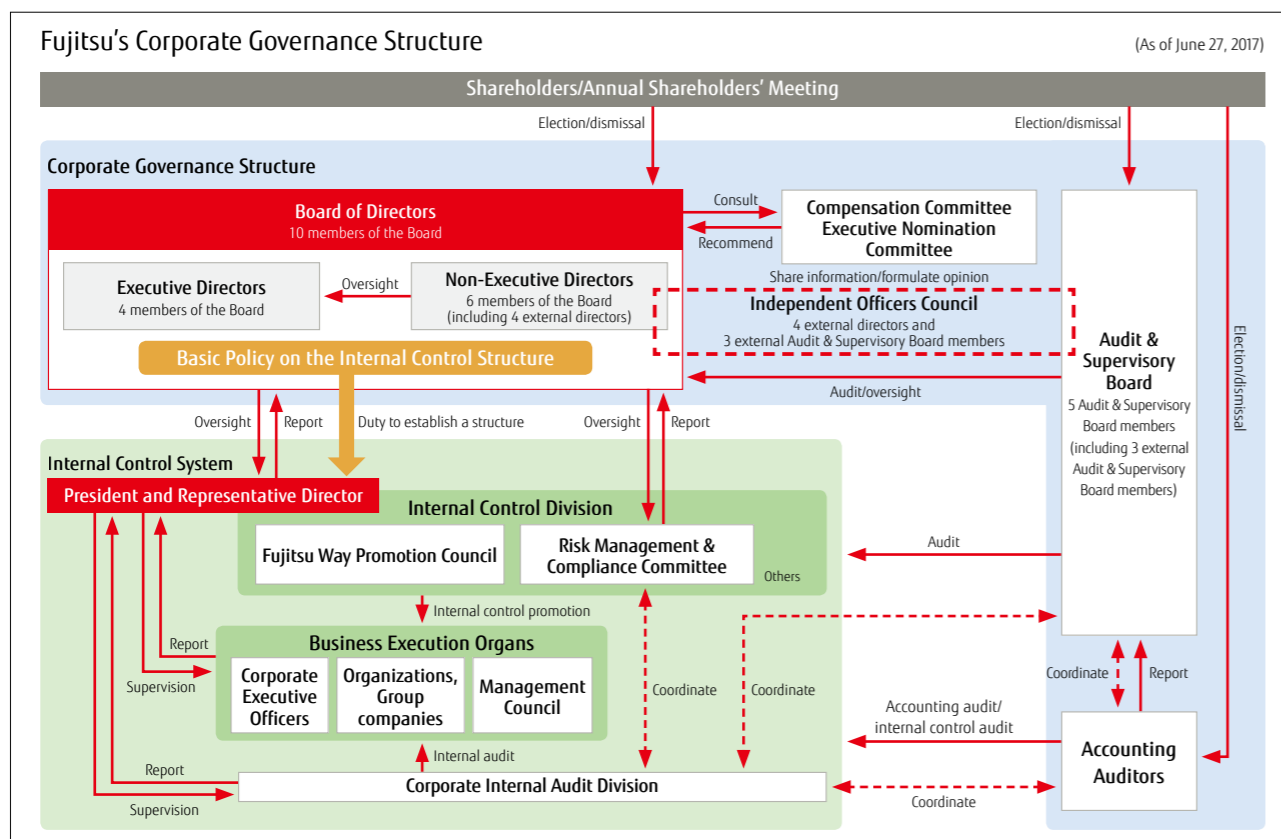 Fujitsu's Corporate Governance Structure
(As of June 27, 2017)
Shareholders/Annual Shareholders' Meeting
Election/dismissal
Election/dismissal
Corporate Governance Structure
Board of Directors
10 members of the Board
Consult
Recommend
Compensation Committee
Executive Nomination
Committee
Executive Directors
4 members of the Board
Oversight
Non-Executive Directors
6 members of the Board
(including 4 external directors)
Share information/formulate opinion
Independent Officers Council
4 external directors and
3 external Audit & Supervisory Board members
Basic Policy on the Internal Control Structure
Audit/oversight
Audit &
Supervisory
Board
5 Audit & Supervisory
Board members
(including 3 external
Audit & Supervisory
Board members)
Election/dismissal
Oversight
Report
Duty to establish a structure
Oversight
Report
Internal Control System
President and Representative Director
Internal Control Division
Fujitsu Way Promotion Council
Risk Management &
Compliance Committee
Others
Audit
Internal control promotion
Business Execution Organs
Report
Supervision
Corporate
Executive
Officers
Organizations,
Group
companies
Management
Council
Coordinate
Coordinate
Coordinate
Report
Accounting audit/
internal control audit
Accounting
Auditors
Internal audit
Report
Supervision
Corporate Internal Audit Division
Coordinate